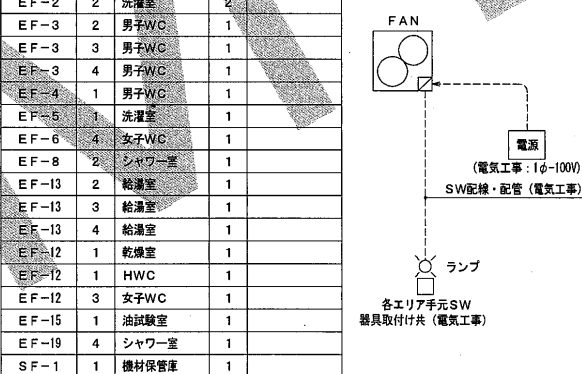 EF-2 2 洗濯室 2
EF-3 2 男子WC 1
EF-3 3 男子WC 1
EF-3 4 男子WC 1
EF-4 1 男子WC 1
EF-5 1 洗濯室 1
EF-6 4 女子WC 1
EF-8 2 シャワー室 1
EF-13 2 給湯室 1
EF-13 3 給湯室 1
EF-13 4 給湯室 1
EF-12 1 乾燥室 1
EF-12 1 HWC 1
EF-12 3 女子WC 1
EF-15 1 油試験室 1
EF-19 4 シャワー室 1
SF-1 1 機材保管庫 1
FAN
電源
(電気工事:1φ-100V)
SW配線・配管(電気工事)
ランプ
各エリア手元SW
器具取付け共(電気工事)